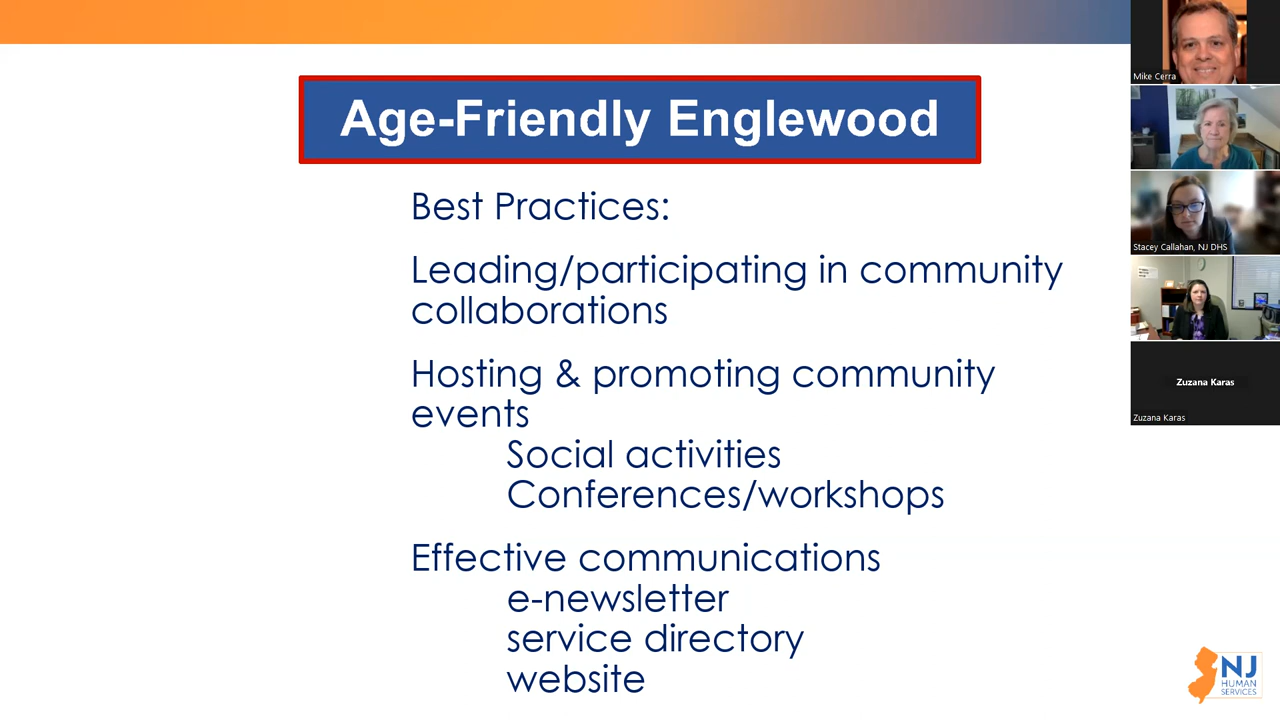 Age-Friendly Englewood
Best Practices:
Leading/participating in community
collaborations
Hosting & promoting community
events
Social activities
Conferences/workshops
Effective communications
e-newsletter
service directory
website
Mike Cerra
Stacey Callahan, NJ DHS
Zuzana Karas
Zuzana Karas
NJ
HUMAN
SERVICES